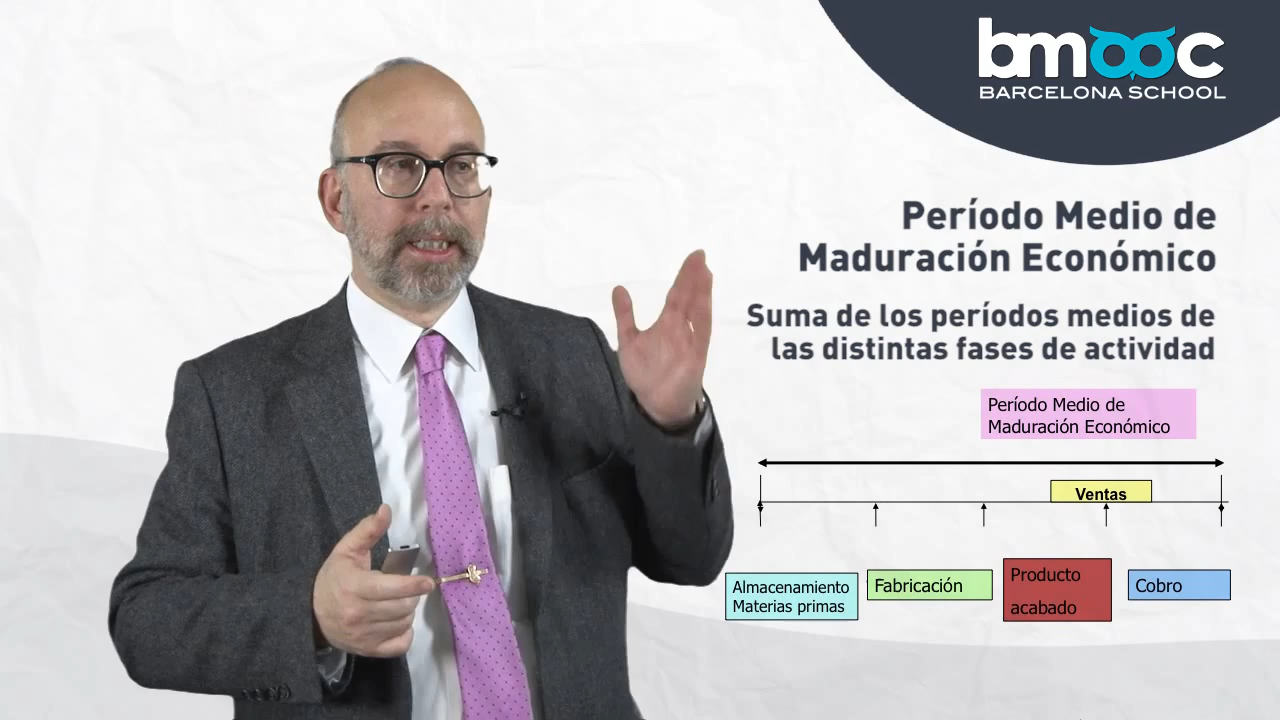 bmooc
BARCELONA SCHOOL
Período Medio de
Maduración Económico
Suma de los períodos medios de
las distintas fases de actividad
Período Medio de
Maduración Económico
Ventas
Almacenamiento
Materias primas
Fabricación
Producto
acabado
Cobro